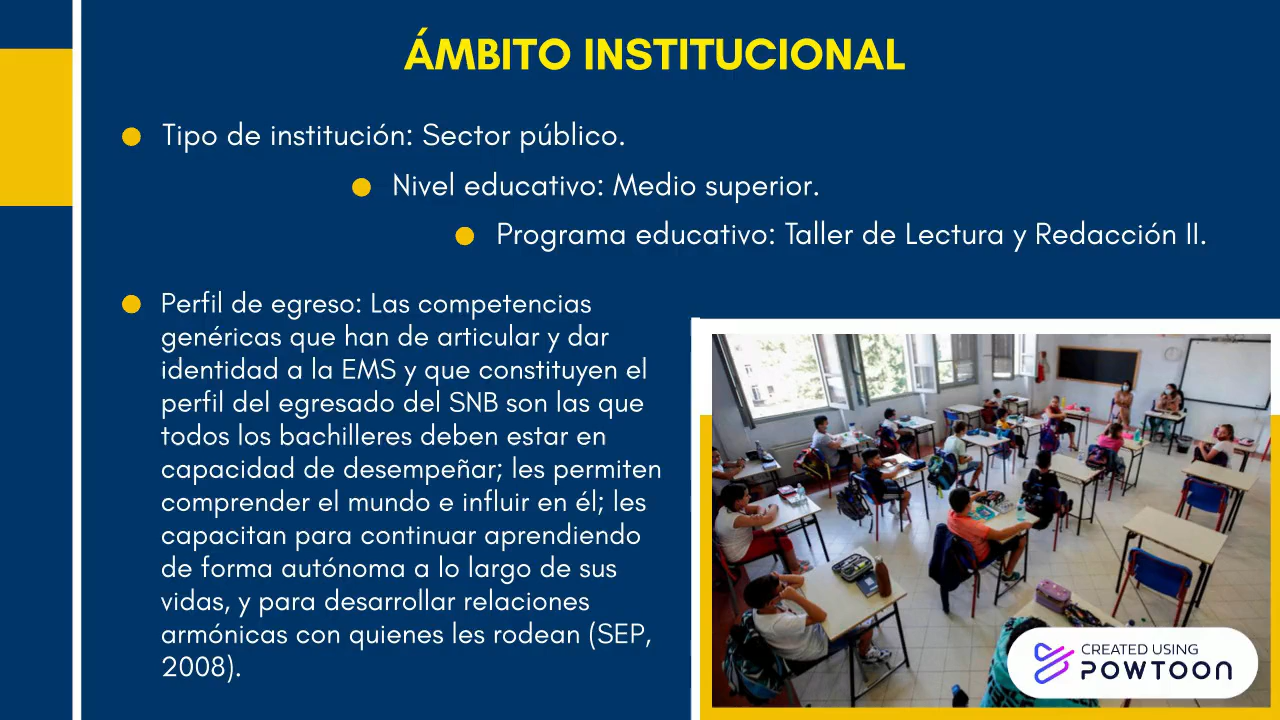 ÁMBITO INSTITUCIONAL
Tipo de institución: Sector público.
Nivel educativo: Medio superior.
Programa educativo: Taller de Lectura y Redacción II.
Perfil de egreso: Las competencias
genéricas que han de articular y dar
identidad a la EMS y que constituyen el
perfil del egresado del SNB son las que
todos los bachilleres deben estar en
capacidad de desempeñar; les permiten
comprender el mundo e influir en él; les
capacitan para continuar aprendiendo
de forma autónoma a lo largo de sus
vidas, y para desarrollar relaciones
armónicas con quienes les rodean (SEP,
2008).
CREATED USING
POWTOON